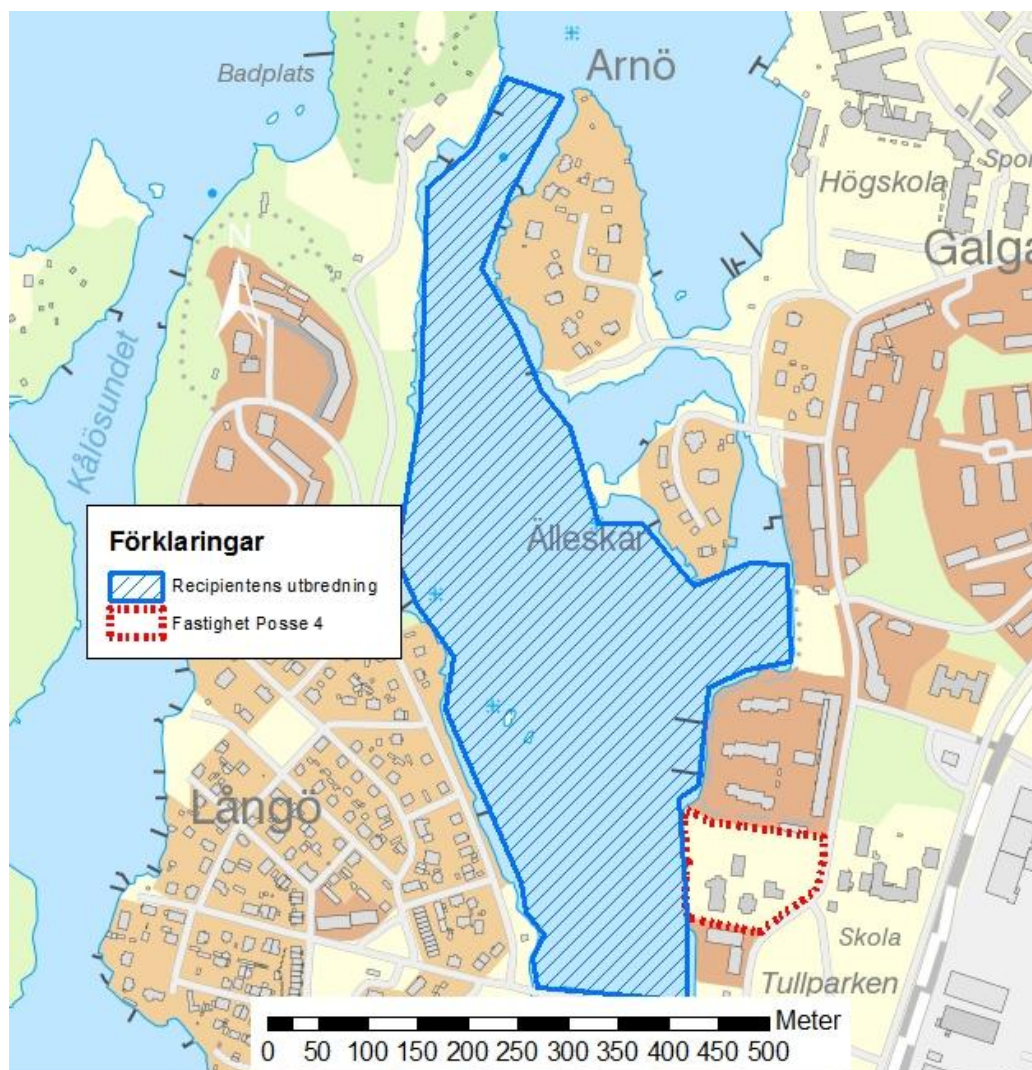 Arnö
Badplats
Högskola
Spor
Galga
N
Kålösundet
Älleskär
Förklaringar
Recipientens utbredning
Fastighet Posse 4
Långö
Skola
Tullparken
Meter
0 50 100 150 200 250 300 350 400 450 500